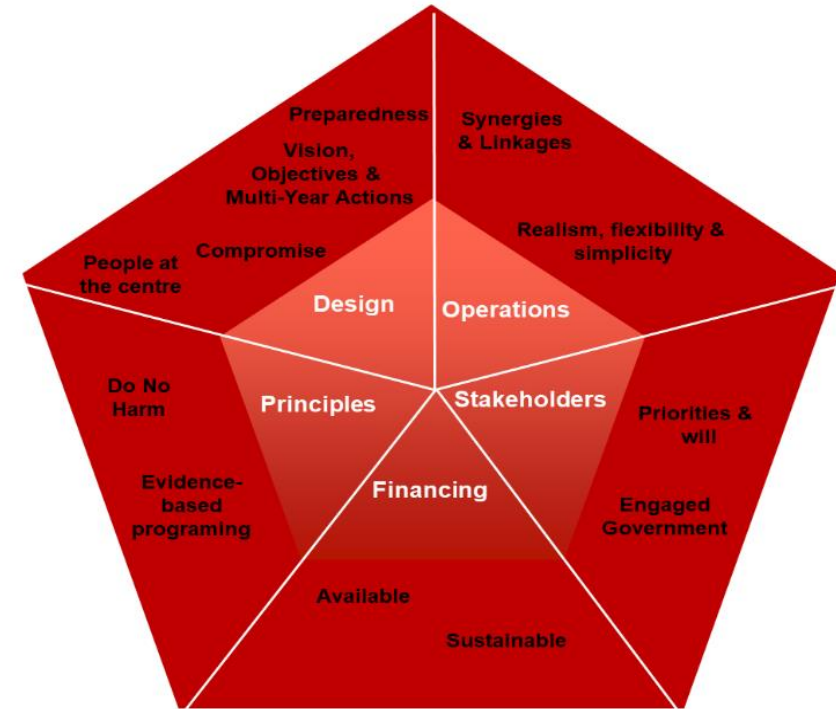 Preparedness
Vision,
Objectives &
Multi-Year Actions
Compromise
People at
the centre
Design
Synergies
& Linkages
Realism, flexibility &
simplicity
Operations
Do No
Harm
Evidence-
based
programing
Principles
Stakeholders
Priorities &
will
Engaged
Government
Financing
Available
Sustainable